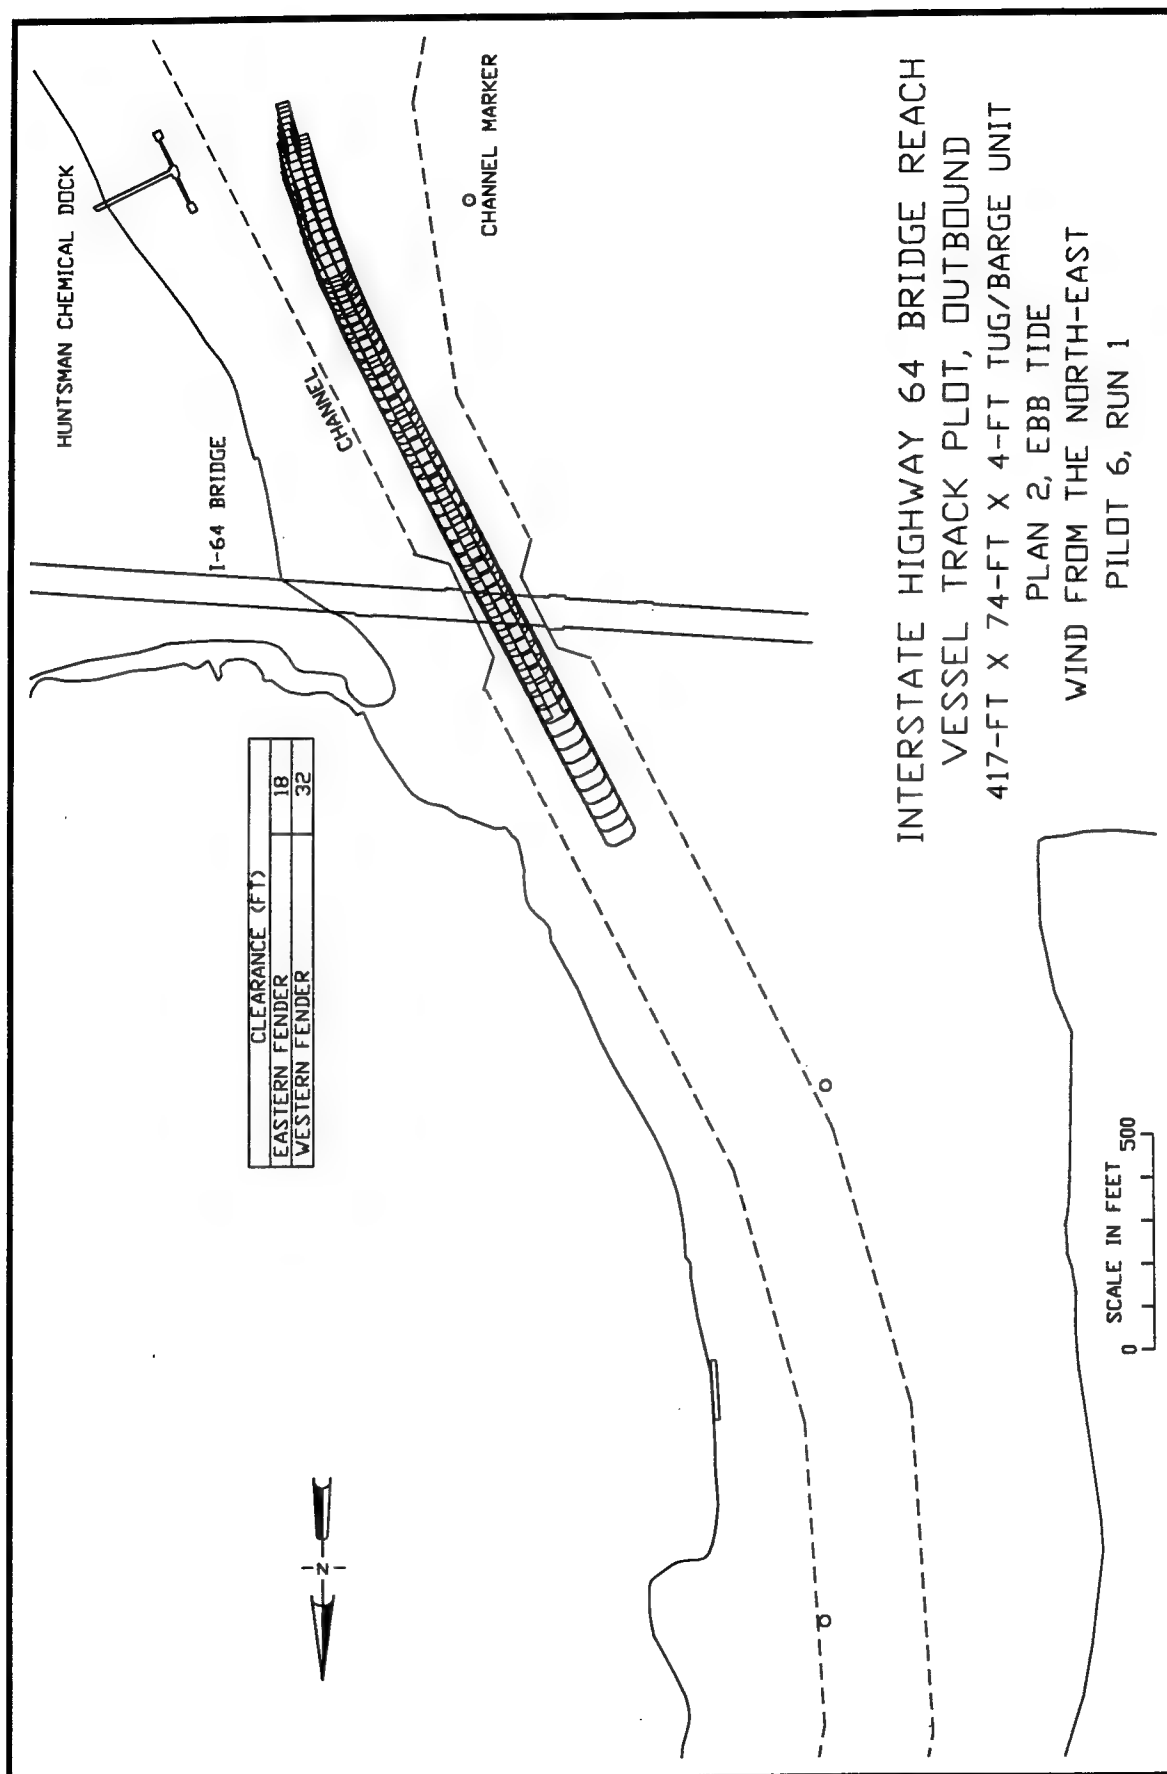 HUNTSMAN CHEMICAL DOCK
CHANNEL MARKER
CHANNEL
I-64 BRIDGE
CLEARANCE (FT)
EASTERN FENDER 18
WESTERN FENDER 32
N
SCALE IN FEET
0 500
INTERSTATE HIGHWAY 64 BRIDGE REACH
VESSEL TRACK PLOT, OUTBOUND
417-FT X 74-FT X 4-FT TUG/BARGE UNIT
PLAN 2, EBB TIDE
WIND FROM THE NORTH-EAST
PILOT 6, RUN 1